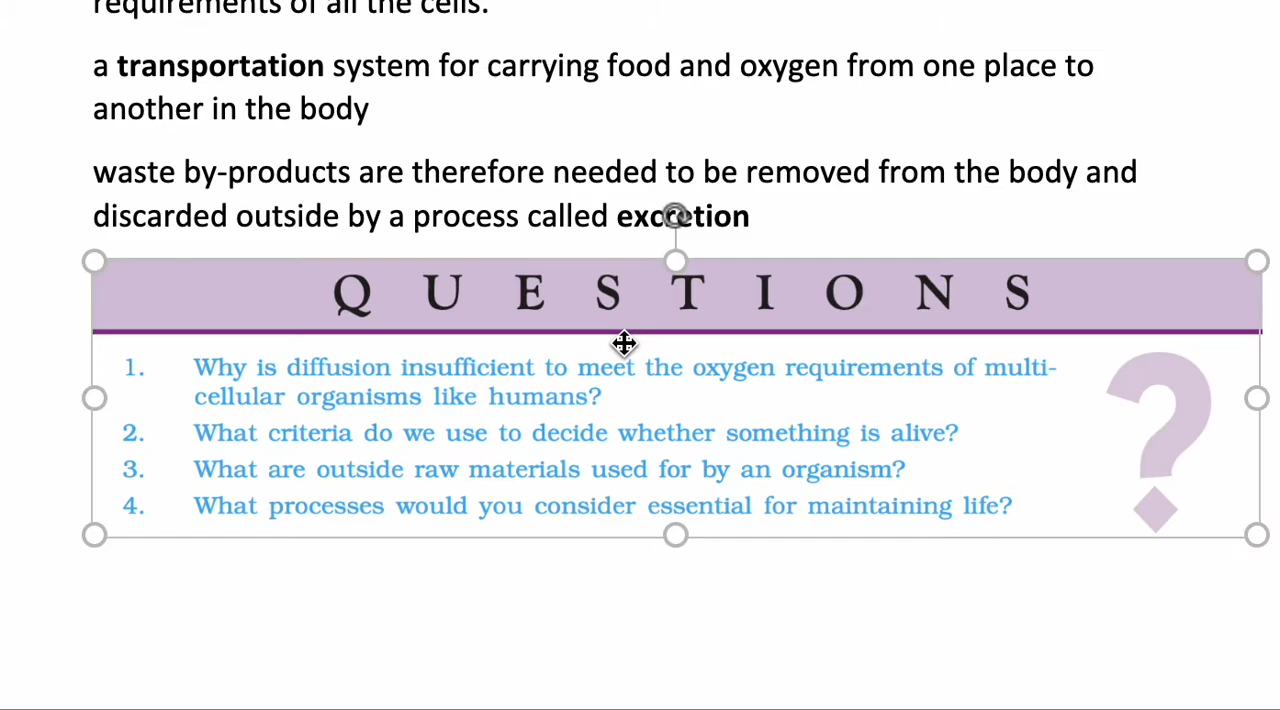 requirements of all the cells.
a transportation system for carrying food and oxygen from one place to
another in the body
waste by-products are therefore needed to be removed from the body and
discarded outside by a process called excretion
Q U E S T I O N S
1. Why is diffusion insufficient to meet the oxygen requirements of multi-
cellular organisms like humans?
2. What criteria do we use to decide whether something is alive?
3. What are outside raw materials used for by an organism?
4. What processes would you consider essential for maintaining life?
?